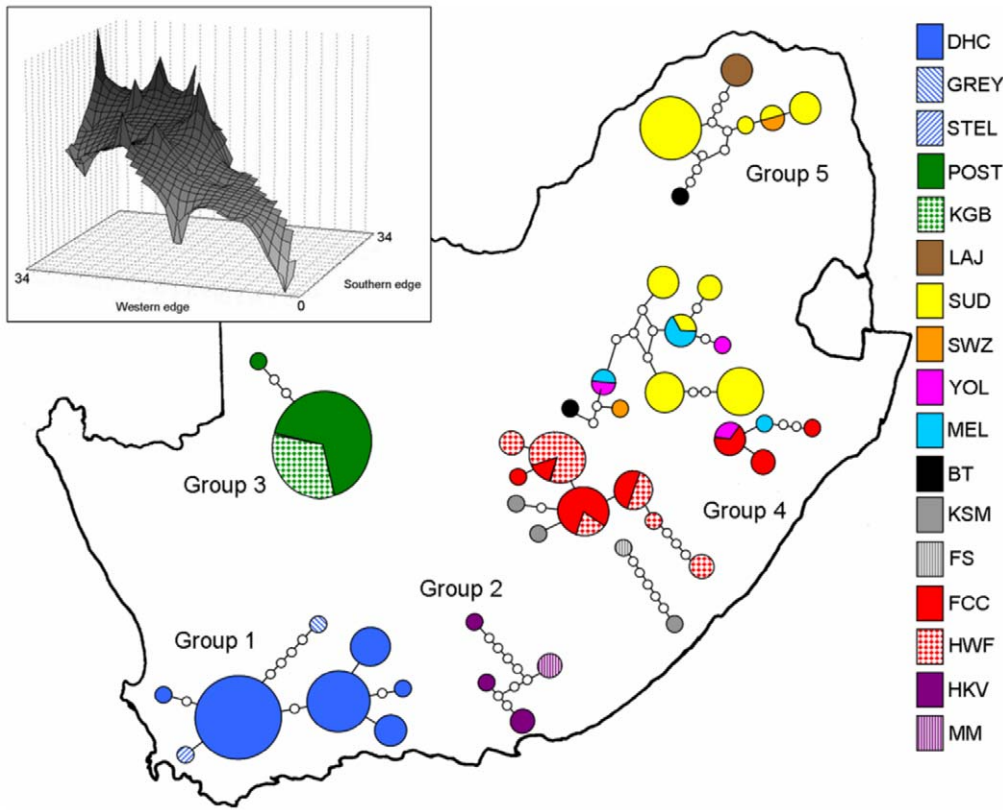 34
Western edge
0
Southern edge
34
Group 1
Group 2
Group 3
Group 4
Group 5
DHC
GREY
STEL
POST
KGB
LAJ
SUD
SWZ
YOL
MEL
BT
KSM
FS
FCC
HWF
HKV
MM